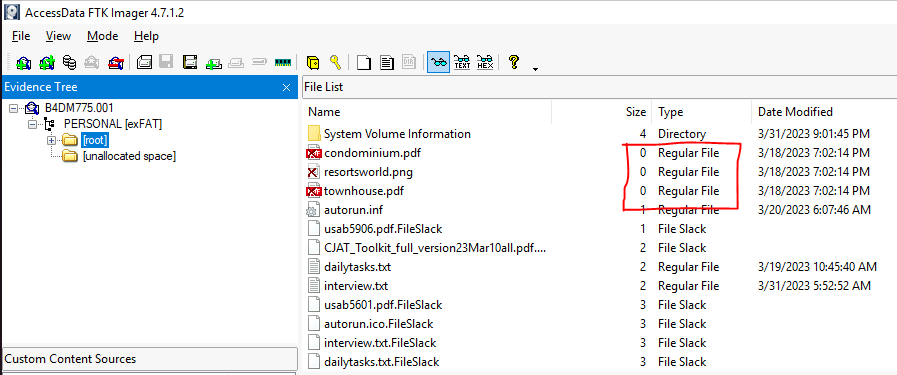 AccessData FTK Imager 4.7.1.2
File View Mode Help
TEXT HEX
Evidence Tree
File List
B4DM775.001
PERSONAL [exFAT]
[root]
[unallocated space]
Name Size Type Date Modified
System Volume Information 4 Directory 3/31/2023 9:01:45 PM
condominium.pdf 0 Regular File 3/18/2023 7:02:14 PM
resortsworld.png 0 Regular File 3/18/2023 7:02:14 PM
townhouse.pdf 0 Regular File 3/18/2023 7:02:14 PM
autorun.inf 1 Regular File 3/20/2023 6:07:46 AM
usab5906.pdf.FileSlack 1 File Slack
CJAT_Toolkit_full_version23Mar10all.pdf.... 2 File Slack
dailytasks.txt 2 Regular File 3/19/2023 10:45:40 AM
interview.txt 2 Regular File 3/31/2023 5:52:52 AM
usab5601.pdf.FileSlack 3 File Slack
autorun.ico.FileSlack 3 File Slack
interview.txt.FileSlack 3 File Slack
dailytasks.txt.FileSlack 3 File Slack
Custom Content Sources